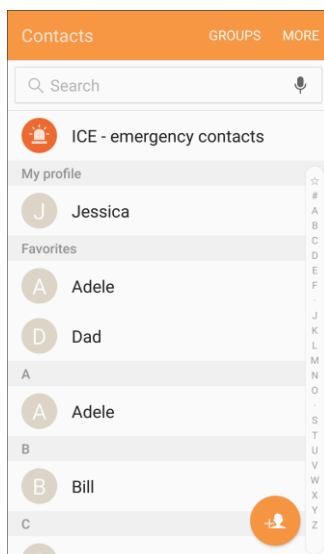 Contacts GROUPS MORE
Search
ICE - emergency contacts
My profile
J Jessica
Favorites
A Adele
D Dad
A
A Adele
B
B Bill
C
☆
#
A
B
C
D
E
F
·
J
K
L
M
N
O
·
S
T
U
V
W
X
Y
Z